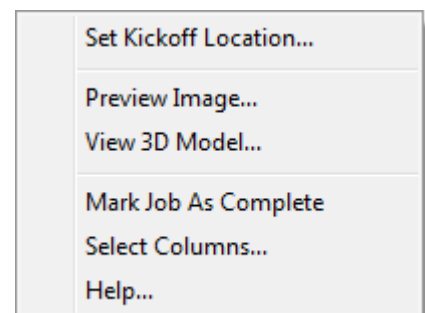 Set Kickoff Location...
Preview Image...
View 3D Model...
Mark Job As Complete
Select Columns...
Help...